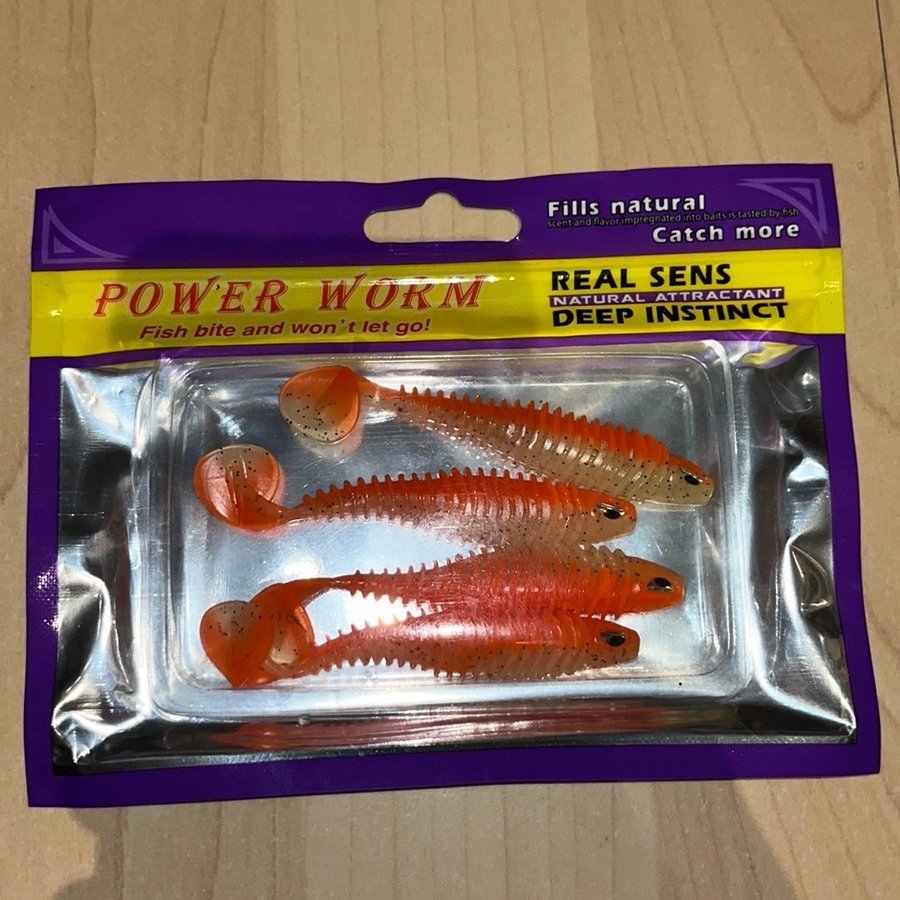 Fills natural
scent and flavor impregnated into baits is tasted by fish
Catch more
POWER WORM
Fish bite and won't let go!
REAL SENS
NATURAL ATTRACTANT
DEEP INSTINCT